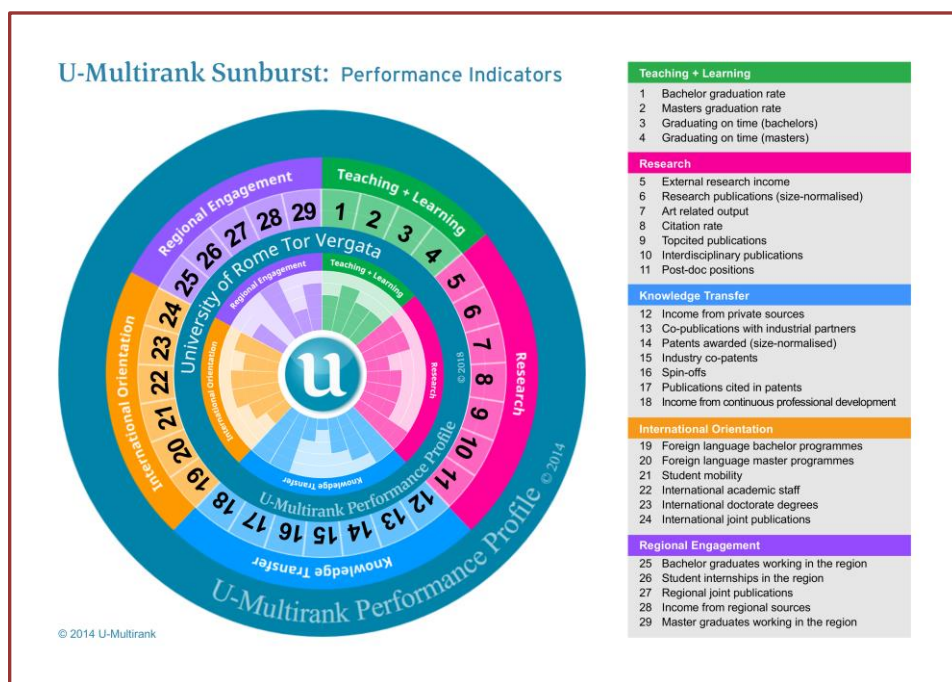 U-Multirank Sunburst: Performance Indicators
Regional Engagement
Teaching + Learning
Research
Knowledge Transfer
International Orientation
1
2
3
4
5
6
7
8
9
10
11
12
13
14
15
16
17
18
19
20
21
22
23
24
25
26
27
28
29
University of Rome Tor Vergata
© 2018
U-Multirank Performance Profile
Regional Engagement
Teaching + Learning
Research
Knowledge Transfer
International Orientation
u
U-Multirank Performance Profile © 2014
© 2014 U-Multirank
Teaching + Learning
1 Bachelor graduation rate
2 Masters graduation rate
3 Graduating on time (bachelors)
4 Graduating on time (masters)
Research
5 External research income
6 Research publications (size-normalised)
7 Art related output
8 Citation rate
9 Topcited publications
10 Interdisciplinary publications
11 Post-doc positions
Knowledge Transfer
12 Income from private sources
13 Co-publications with industrial partners
14 Patents awarded (size-normalised)
15 Industry co-patents
16 Spin-offs
17 Publications cited in patents
18 Income from continuous professional development
International Orientation
19 Foreign language bachelor programmes
20 Foreign language master programmes
21 Student mobility
22 International academic staff
23 International doctorate degrees
24 International joint publications
Regional Engagement
25 Bachelor graduates working in the region
26 Student internships in the region
27 Regional joint publications
28 Income from regional sources
29 Master graduates working in the region